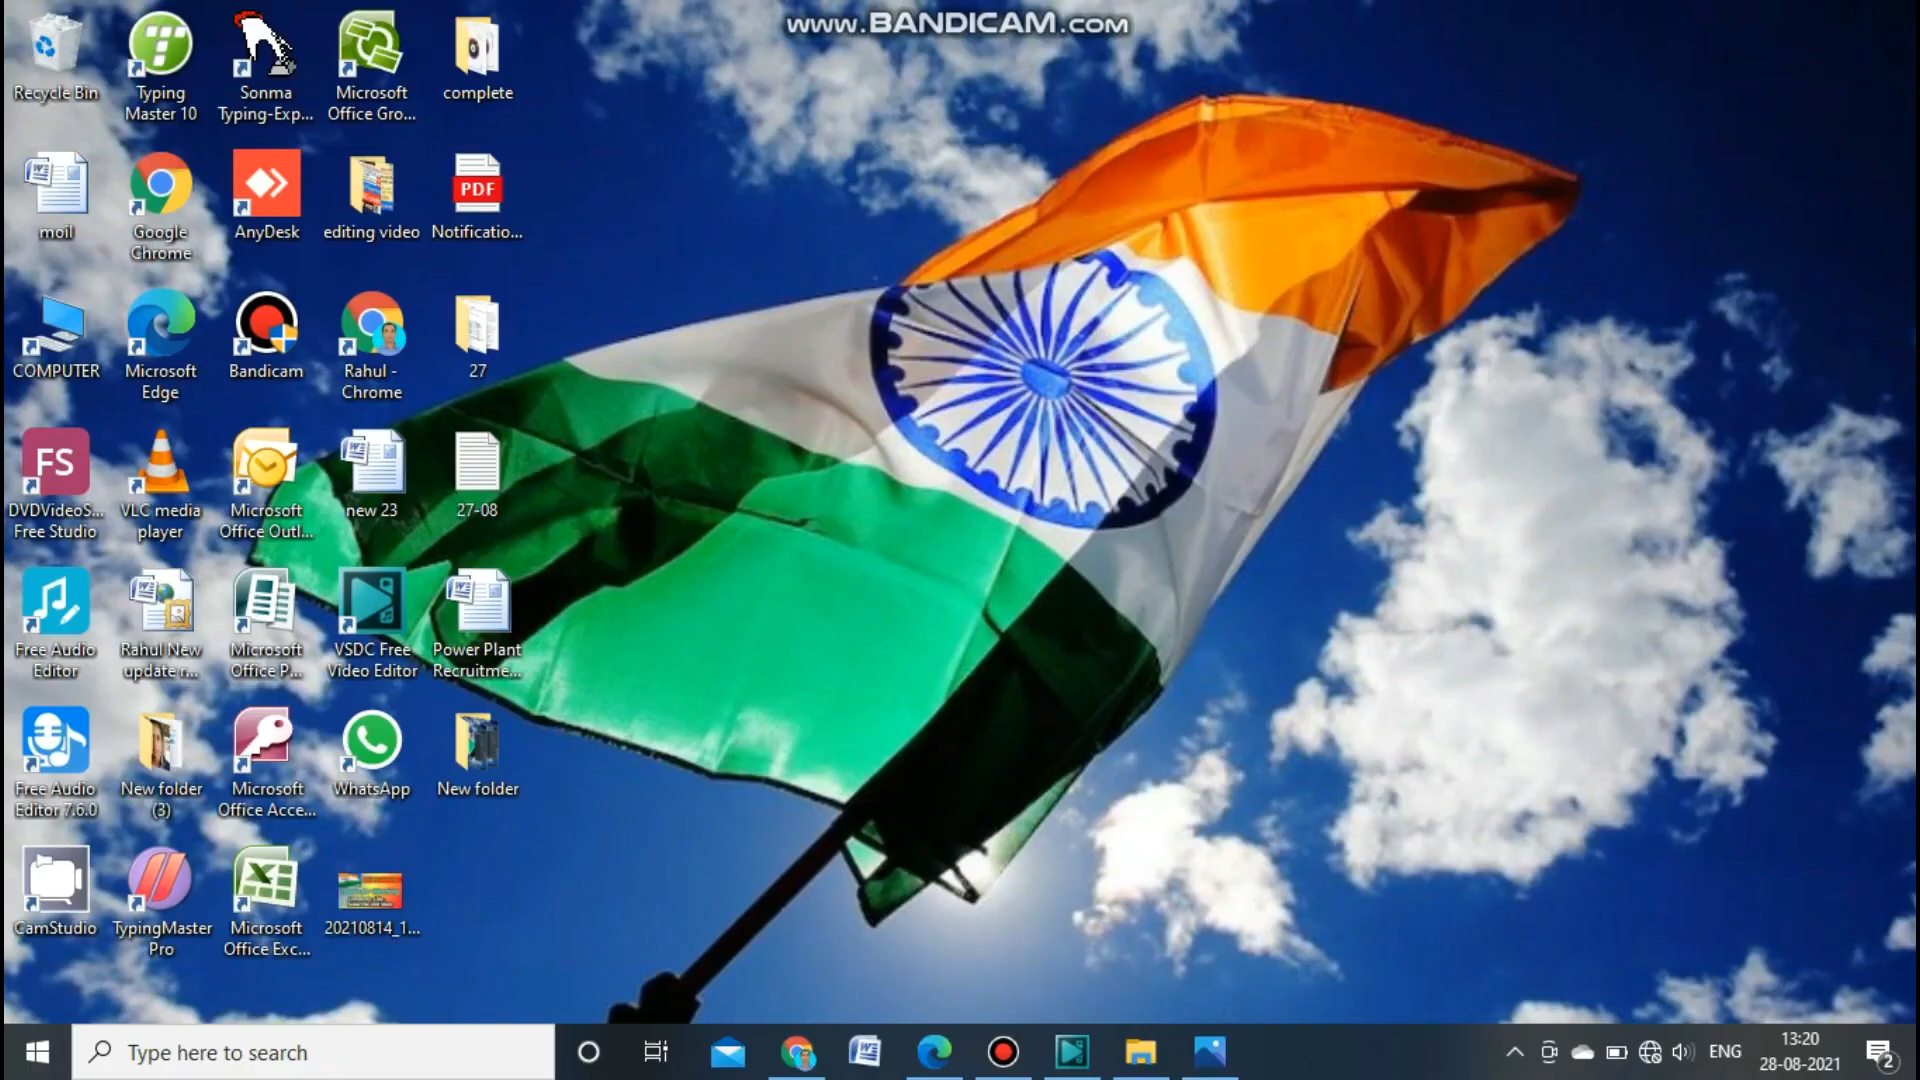 www.BANDICAM.com
Recycle Bin
Typing
Master 10
Sonma
Typing-Exp...
Microsoft
Office Gro...
complete
moil
Google
Chrome
AnyDesk
editing video
PDF
Notificatio...
COMPUTER
Microsoft
Edge
Bandicam
Rahul -
Chrome
27
FS
DVDVideoS...
Free Studio
VLC media
player
Microsoft
Office Outl...
new 23
27-08
Free Audio
Editor
Rahul New
update r...
Microsoft
Office P...
VSDC Free
Video Editor
Power Plant
Recruitme...
Free Audio
Editor 7.6.0
New folder
(3)
Microsoft
Office Acce...
WhatsApp
New folder
CamStudio
TypingMaster
Pro
Microsoft
Office Exc...
20210814_1...
Type here to search
ENG
13:20
28-08-2021
2